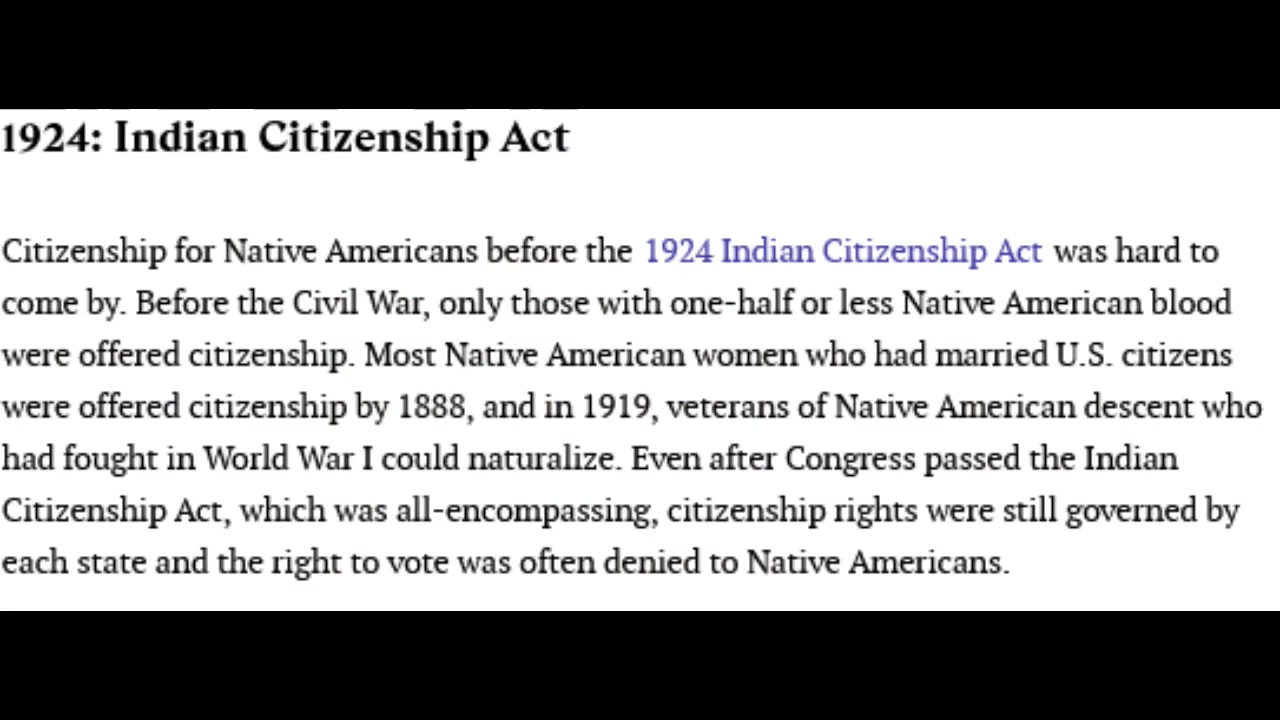 1924: Indian Citizenship Act
Citizenship for Native Americans before the 1924 Indian Citizenship Act was hard to
come by. Before the Civil War, only those with one-half or less Native American blood
were offered citizenship. Most Native American women who had married U.S. citizens
were offered citizenship by 1888, and in 1919, veterans of Native American descent who
had fought in World War I could naturalize. Even after Congress passed the Indian
Citizenship Act, which was all-encompassing, citizenship rights were still governed by
each state and the right to vote was often denied to Native Americans.